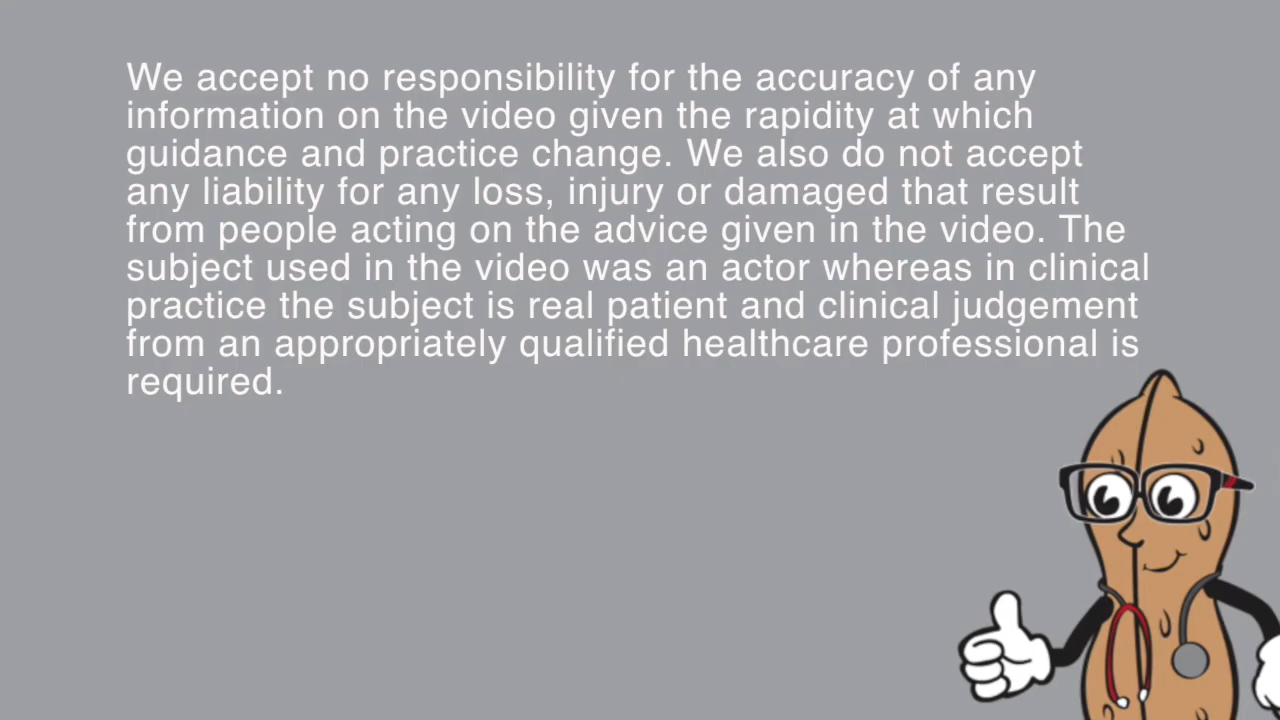 We accept no responsibility for the accuracy of any
information on the video given the rapidity at which
guidance and practice change. We also do not accept
any liability for any loss, injury or damaged that result
from people acting on the advice given in the video. The
subject used in the video was an actor whereas in clinical
practice the subject is real patient and clinical judgement
from an appropriately qualified healthcare professional is
required.